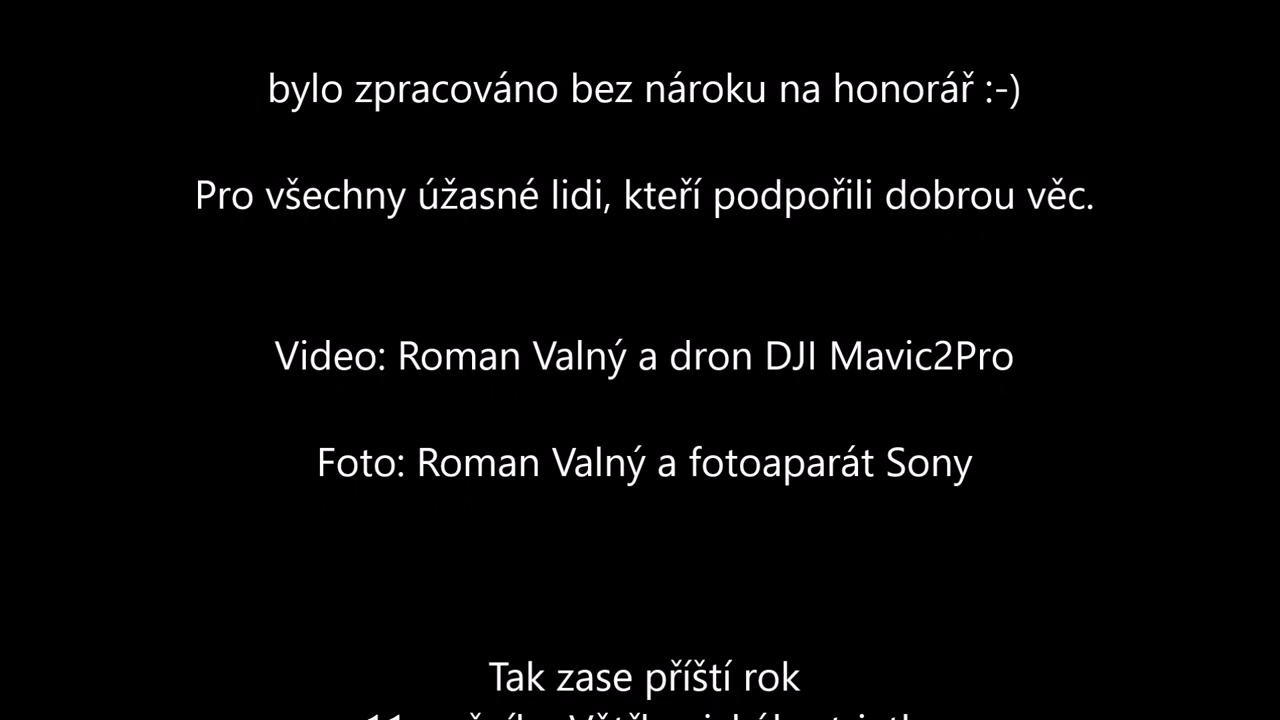 bylo zpracováno bez nároku na honorář :-)
Pro všechny úžasné lidi, kteří podpořili dobrou věc.
Video: Roman Valný a dron DJI Mavic2Pro
Foto: Roman Valný a fotoaparát Sony
Tak zase příští rok